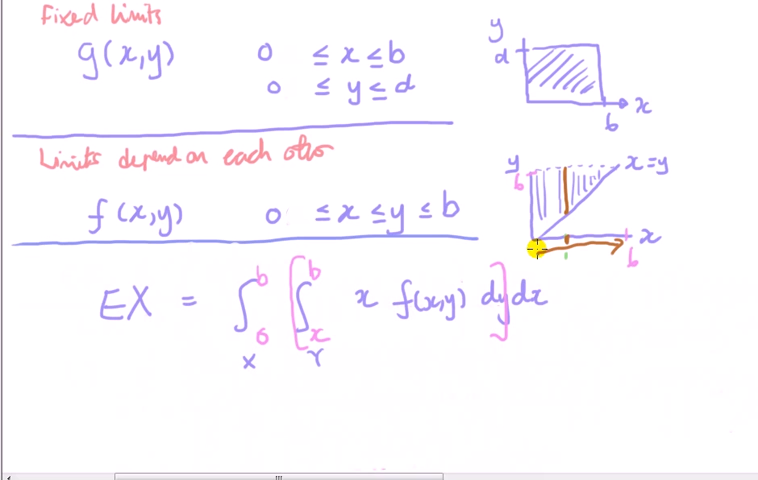 Fixed Limits
g(x,y) 0 ≤ x ≤ b
0 ≤ y ≤ d
y
d
x
b
Limits depend on each other
f(x,y) 0 ≤ x ≤ y ≤ b
y
b
x=y
x
b
EX = ∫₀ᵇ [ ∫ₓᵇ x f(x,y) dy ] dx
X Y